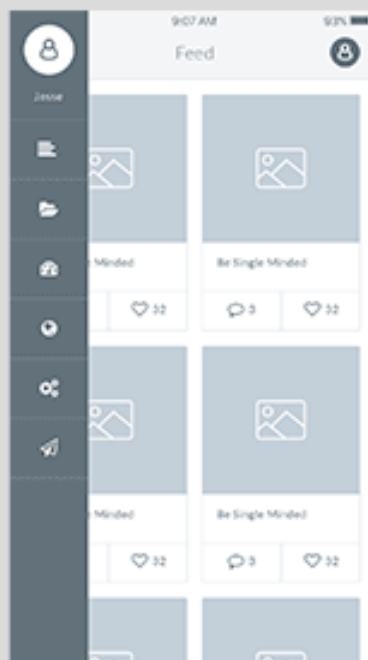 9:07 AM 93%
Feed
Jesse
Minded
Be Single Minded
32
3
32
Minded
Be Single Minded
32
3
32